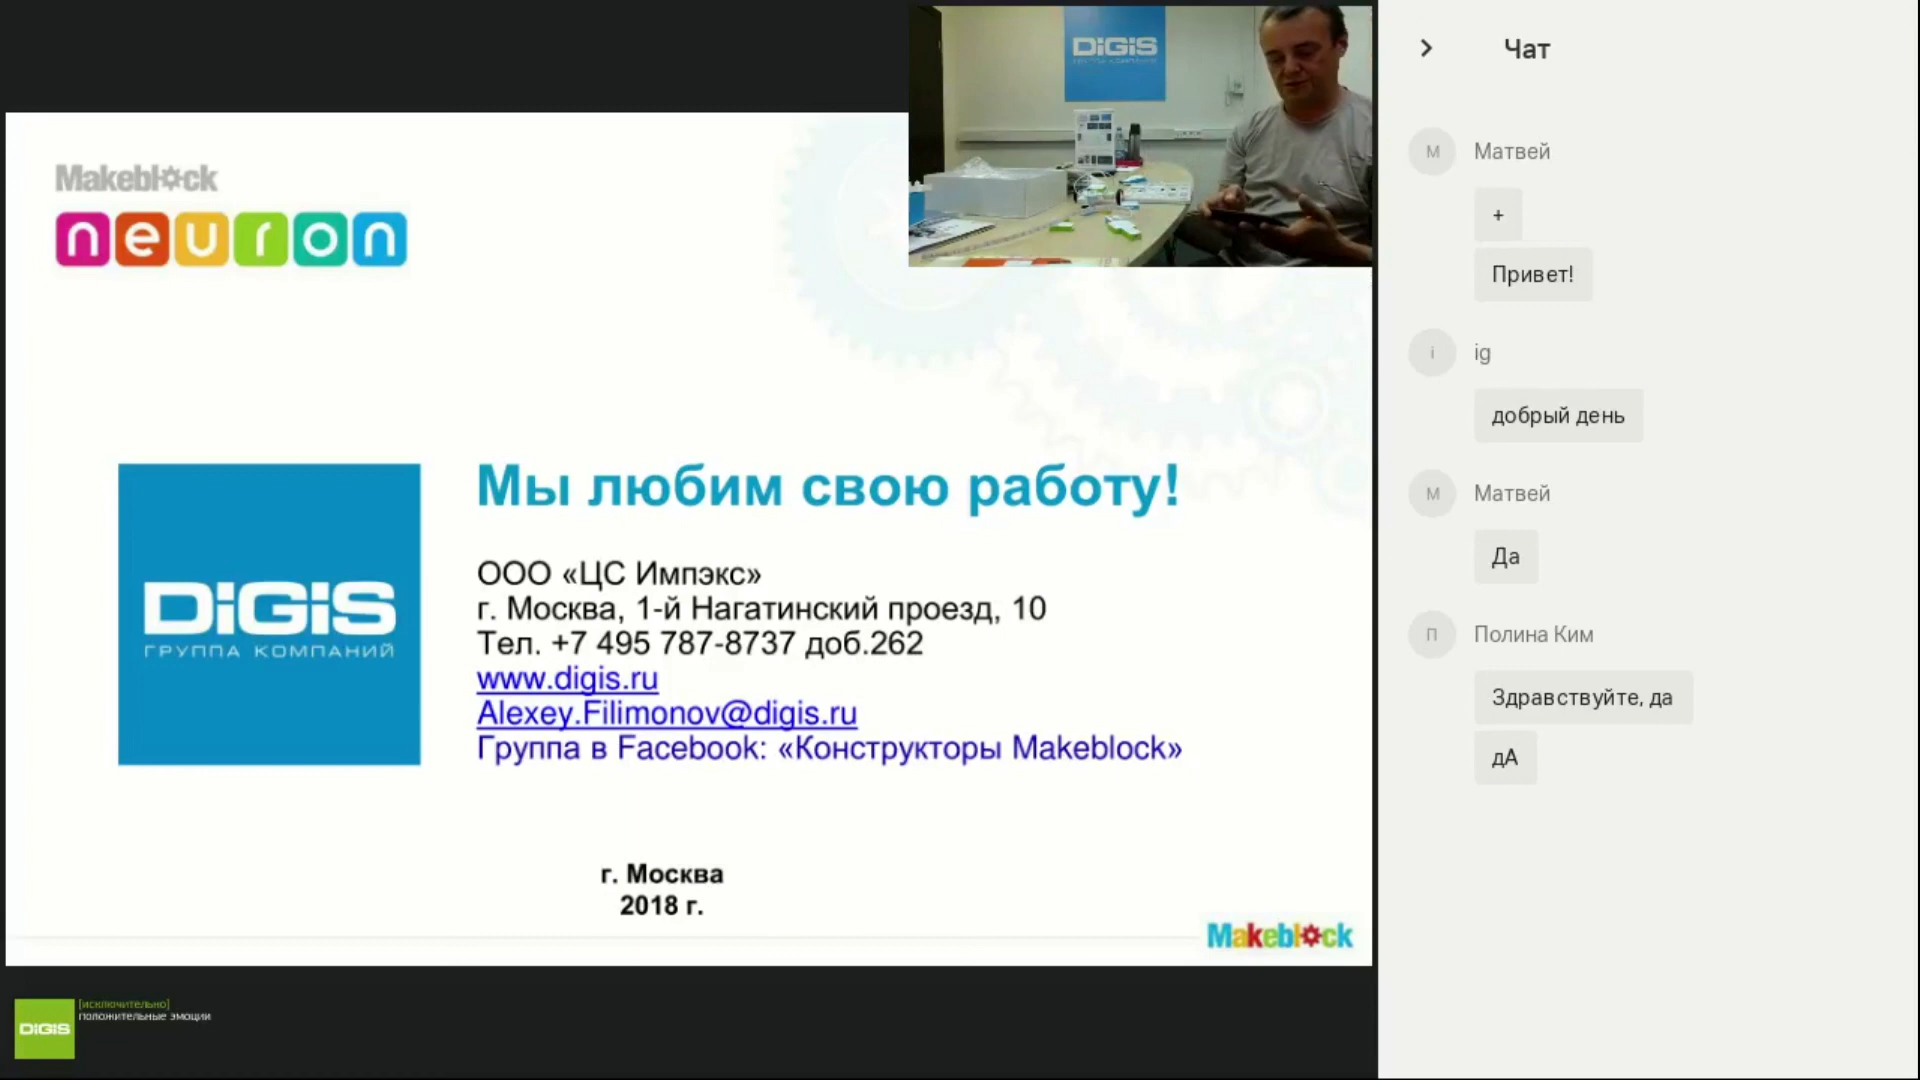 Makeblock
neuron
DIGIS
Мы любим свою работу!
DIGIS
ГРУППА КОМПАНИЙ
ООО «ЦС Импэкс»
г. Москва, 1-й Нагатинский проезд, 10
Тел. +7 495 787-8737 доб.262
www.digis.ru
Alexey.Filimonov@digis.ru
Группа в Facebook: «Конструкторы Makeblock»
г. Москва
2018 г.
Makeblock
DIGIS
[исключительно]
положительные эмоции
Чат
М
Матвей
+
Привет!
i
ig
добрый день
М
Матвей
Да
П
Полина Ким
Здравствуйте, да
дА